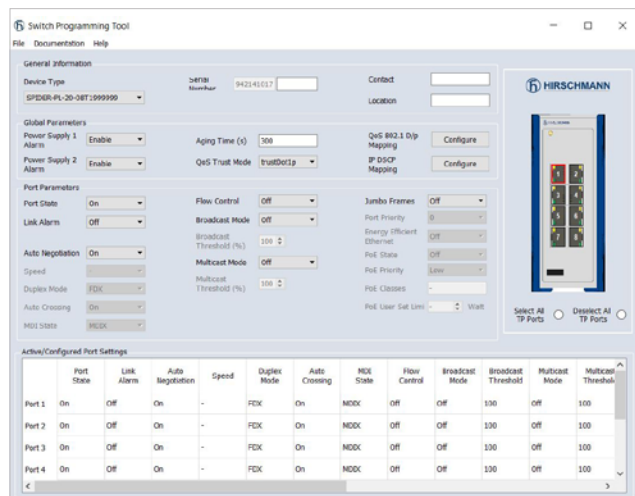 Switch Programming Tool
File Documentation Help
General Information
Device Type
SPIDER-PL-20-08T1999999
Serial Number 942141017
Contact
Location
Global Parameters
Power Supply 1 Alarm Enable
Power Supply 2 Alarm Enable
Aging Time (s) 300
QoS Trust Mode trustDot1p
QoS 802.1 D/p Mapping Configure
IP DSCP Mapping Configure
Port Parameters
Port State On
Link Alarm Off
Auto Negotiation On
Speed -
Duplex Mode FDX
Auto Crossing On
MDI State MDIX
Flow Control Off
Broadcast Mode Off
Broadcast Threshold (%) 100
Multicast Mode Off
Multicast Threshold (%) 100
Jumbo Frames Off
Port Priority 0
Energy Efficient Ethernet Off
PoE State Off
PoE Priority Low
PoE Classes -
PoE User Set Limi - Watt
HIRSCHMANN
1 2
3 4
5 6
7 8
Select All TP Ports
Deselect All TP Ports
Active/Configured Port Settings
Port State Link Alarm Auto Negotiation Speed Duplex Mode Auto Crossing MDI State Flow Control Broadcast Mode Broadcast Threshold Multicast Mode Multicast Threshol
Port 1 On Off On - FDX On MDIX Off Off 100 Off 100
Port 2 On Off On - FDX On MDIX Off Off 100 Off 100
Port 3 On Off On - FDX On MDIX Off Off 100 Off 100
Port 4 On Off On - FDX On MDIX Off Off 100 Off 100